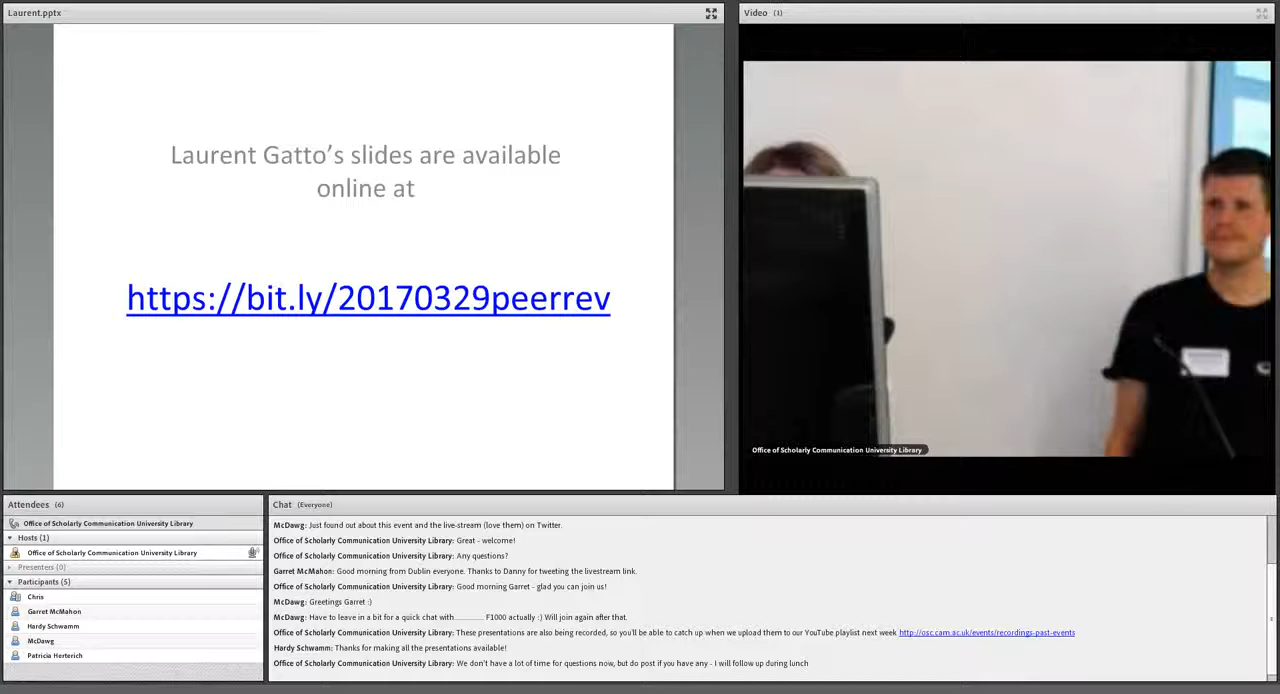 Laurent.pptx
Laurent Gatto’s slides are available
online at
https://bit.ly/20170329peerrev
Video (1)
Office of Scholarly Communication University Library
Attendees (6)
Office of Scholarly Communication University Library
Hosts (1)
Office of Scholarly Communication University Library
Presenters (0)
Participants (5)
Chris
Garret McMahon
Hardy Schwamm
McDawg
Patricia Herterich
Chat (Everyone)
McDawg: Just found out about this event and the live-stream (love them) on Twitter.
Office of Scholarly Communication University Library: Great - welcome!
Office of Scholarly Communication University Library: Any questions?
Garret McMahon: Good morning from Dublin everyone. Thanks to Danny for tweeting the livestream link.
Office of Scholarly Communication University Library: Good morning Garret - glad you can join us!
McDawg: Greetings Garret :)
McDawg: Have to leave in a bit for a quick chat with ............ F1000 actually :) Will join again after that.
Office of Scholarly Communication University Library: These presentations are also being recorded, so you'll be able to catch up when we upload them to our YouTube playlist next week http://osc.cam.ac.uk/events/recordings-past-events
Hardy Schwamm: Thanks for making all the presentations available!
Office of Scholarly Communication University Library: We don't have a lot of time for questions now, but do post if you have any - I will follow up during lunch